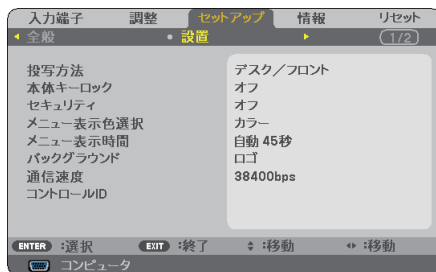 入力端子 調整 セットアップ 情報 リセット
全般 設置 (1/2)
投写方法 デスク／フロント
本体キーロック オフ
セキュリティ オフ
メニュー表示色選択 カラー
メニュー表示時間 自動 45秒
バックグラウンド ロゴ
通信速度 38400bps
コントロールID
ENTER :選択 EXIT :終了 :移動 :移動
コンピュータ